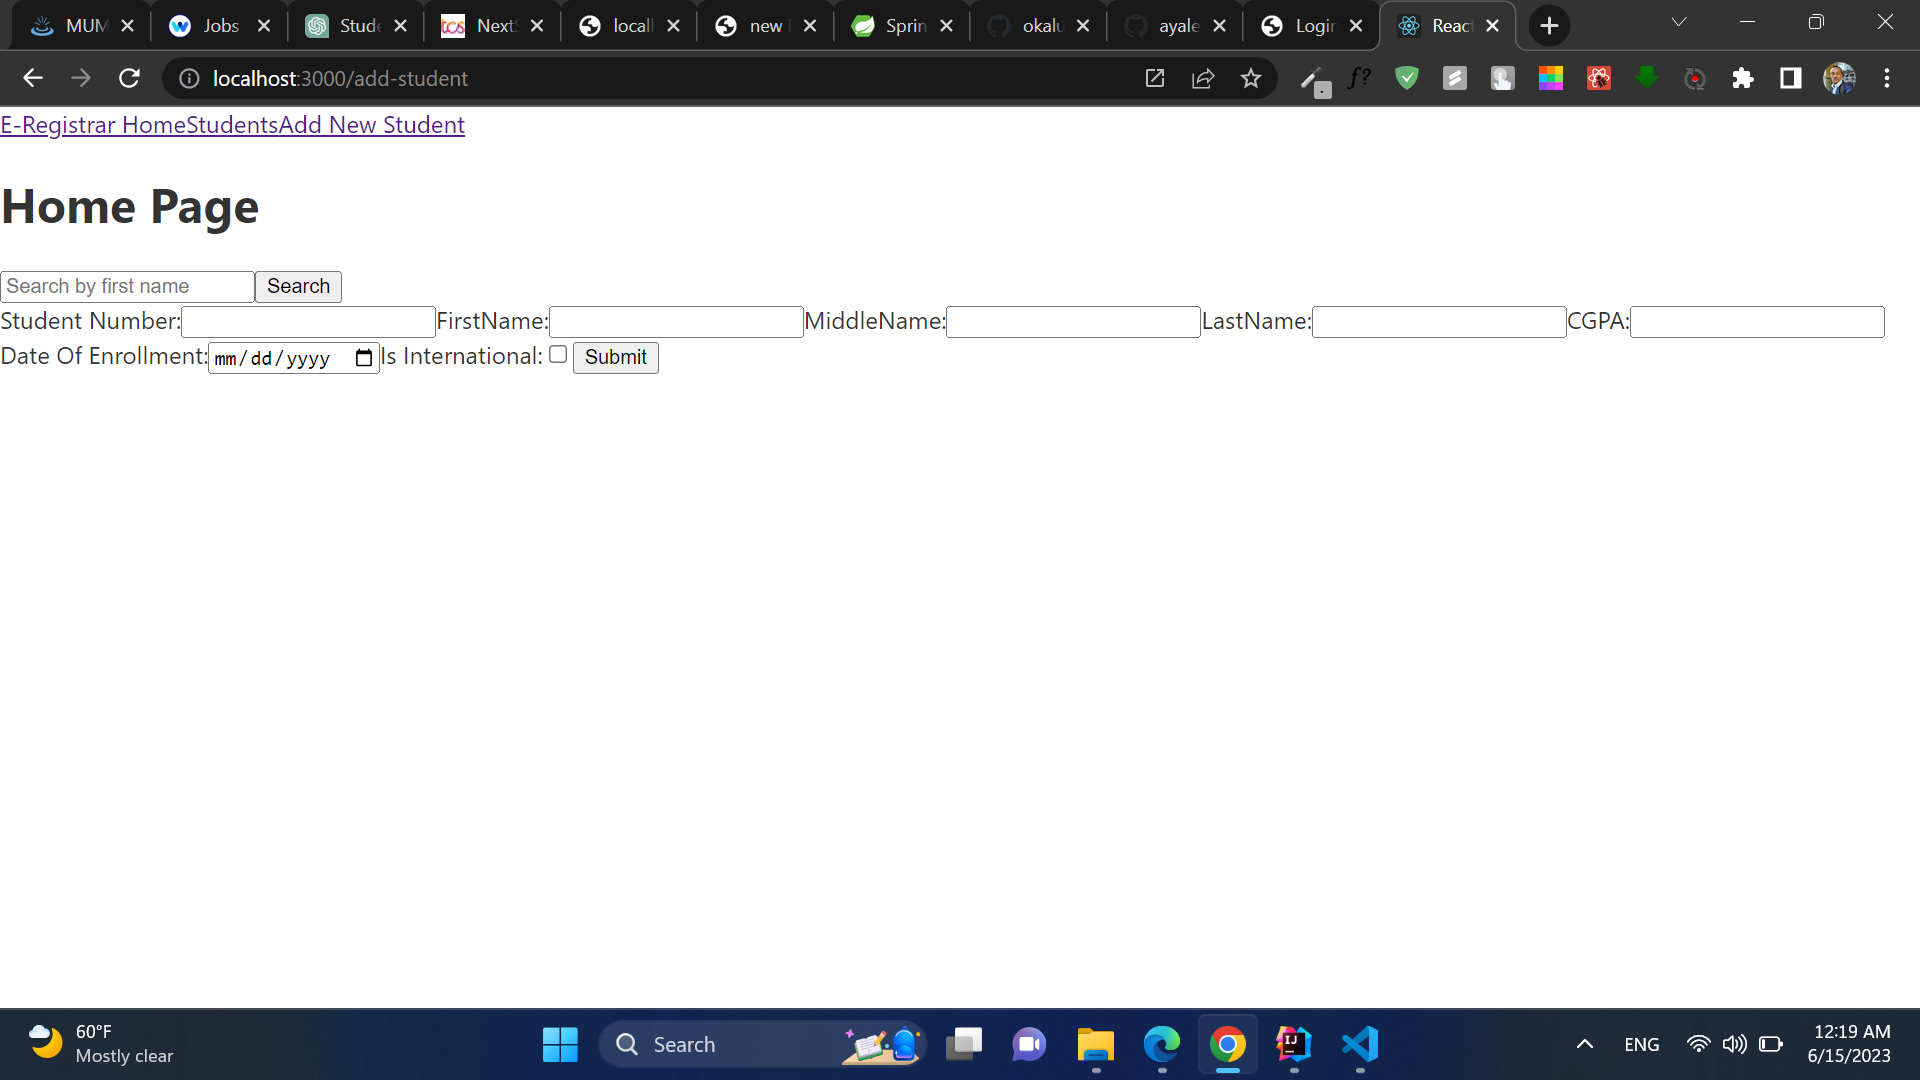 MUM Jobs Stude Next locall new Sprin okalu ayale Login React
localhost:3000/add-student
E-Registrar HomeStudentsAdd New Student
Home Page
Search by first name Search
Student Number: FirstName: MiddleName: LastName: CGPA:
Date Of Enrollment: mm/dd/yyyy Is International: Submit
60°F
Mostly clear
Search
ENG
12:19 AM
6/15/2023